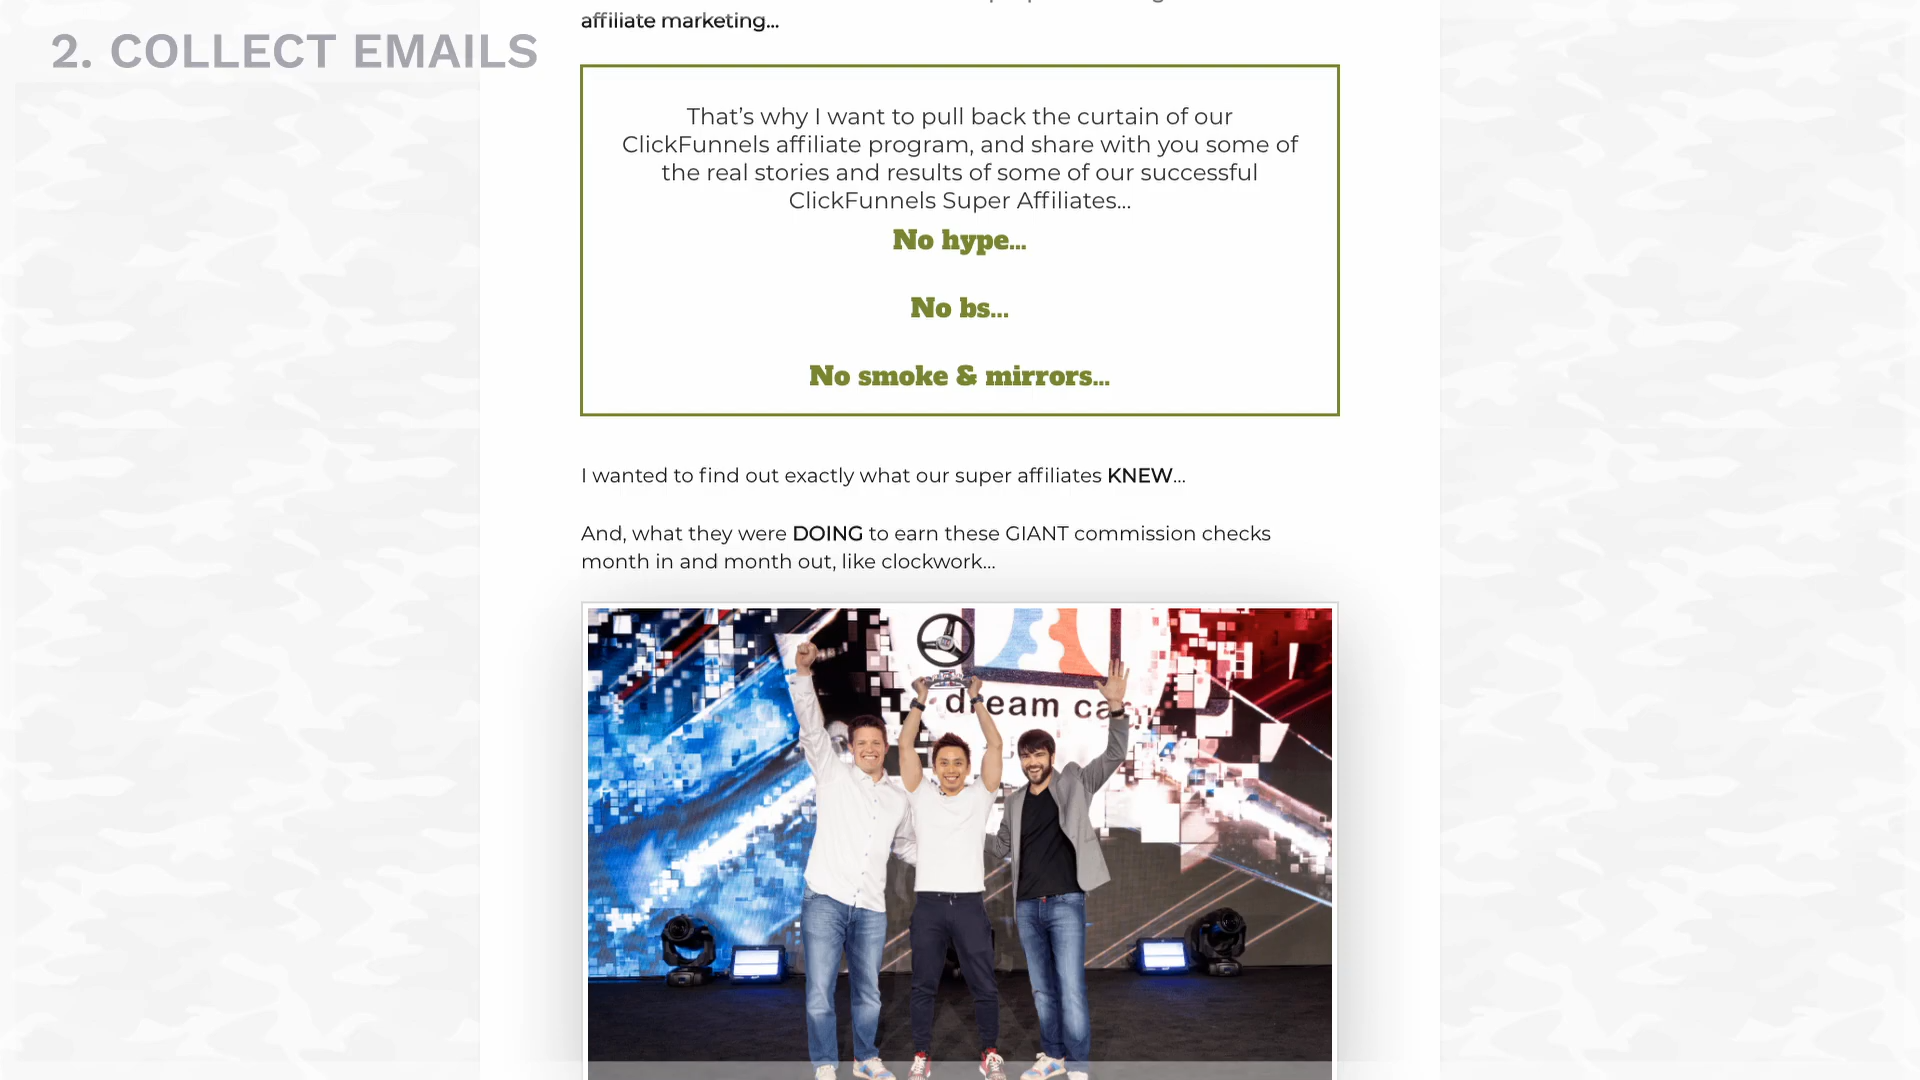 affiliate marketing...
2. COLLECT EMAILS
That’s why I want to pull back the curtain of our
ClickFunnels affiliate program, and share with you some of
the real stories and results of some of our successful
ClickFunnels Super Affiliates...
No hype...
No bs...
No smoke & mirrors...
I wanted to find out exactly what our super affiliates KNEW...
And, what they were DOING to earn these GIANT commission checks
month in and month out, like clockwork...
dream car